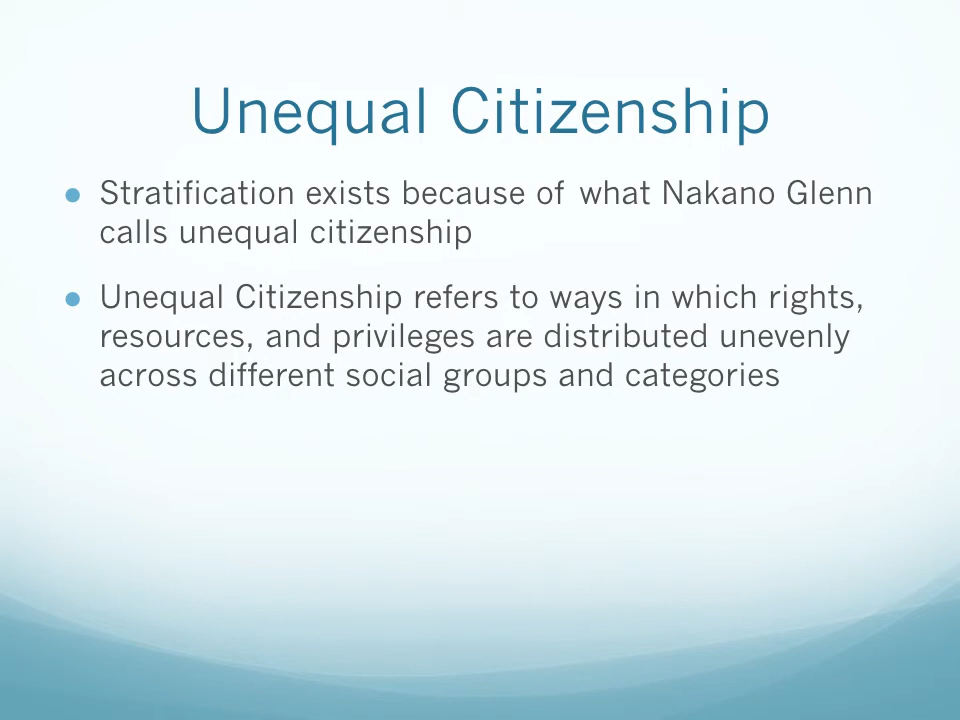 Unequal Citizenship
Stratification exists because of what Nakano Glenn
calls unequal citizenship
Unequal Citizenship refers to ways in which rights,
resources, and privileges are distributed unevenly
across different social groups and categories